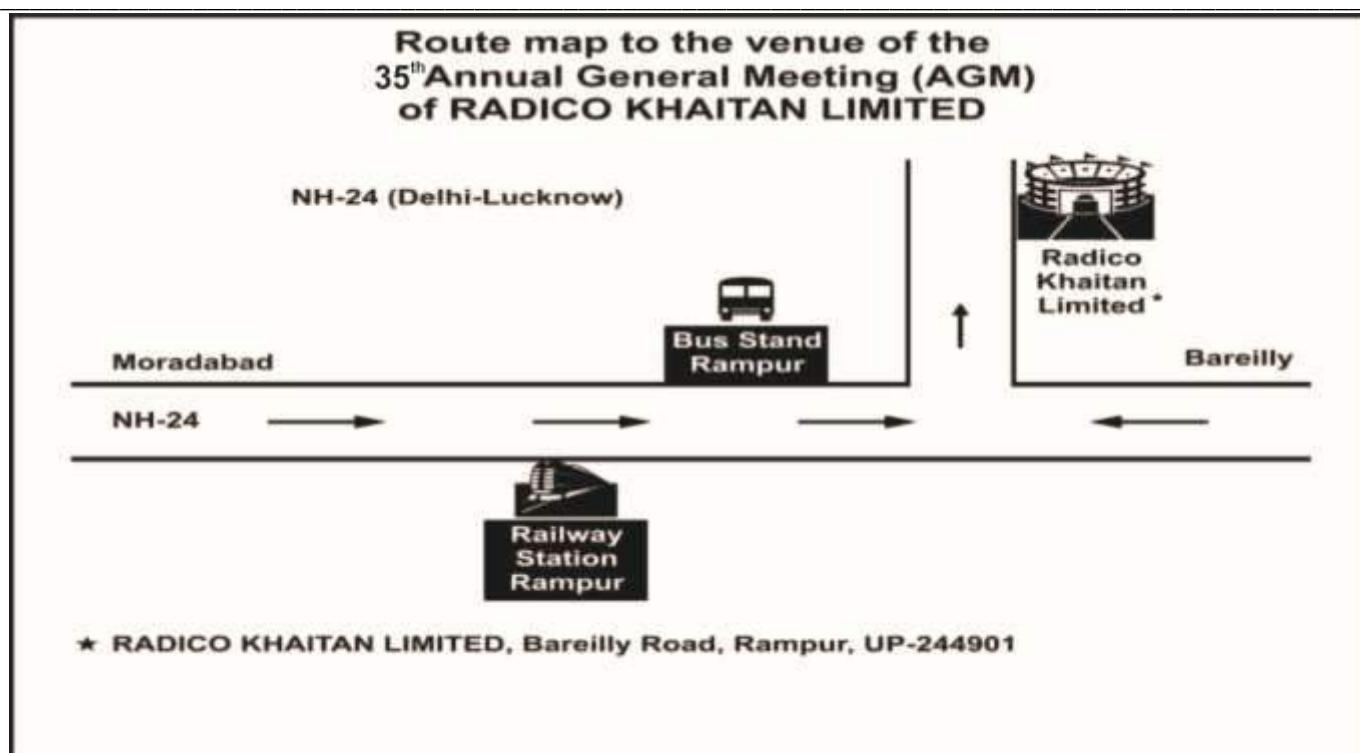 Route map to the venue of the
35th Annual General Meeting (AGM)
of RADICO KHAITAN LIMITED
NH-24 (Delhi-Lucknow)
Radico
Khaitan
Limited *
Bus Stand
Rampur
Moradabad
Bareilly
NH-24
Railway
Station
Rampur
★ RADICO KHAITAN LIMITED, Bareilly Road, Rampur, UP-244901